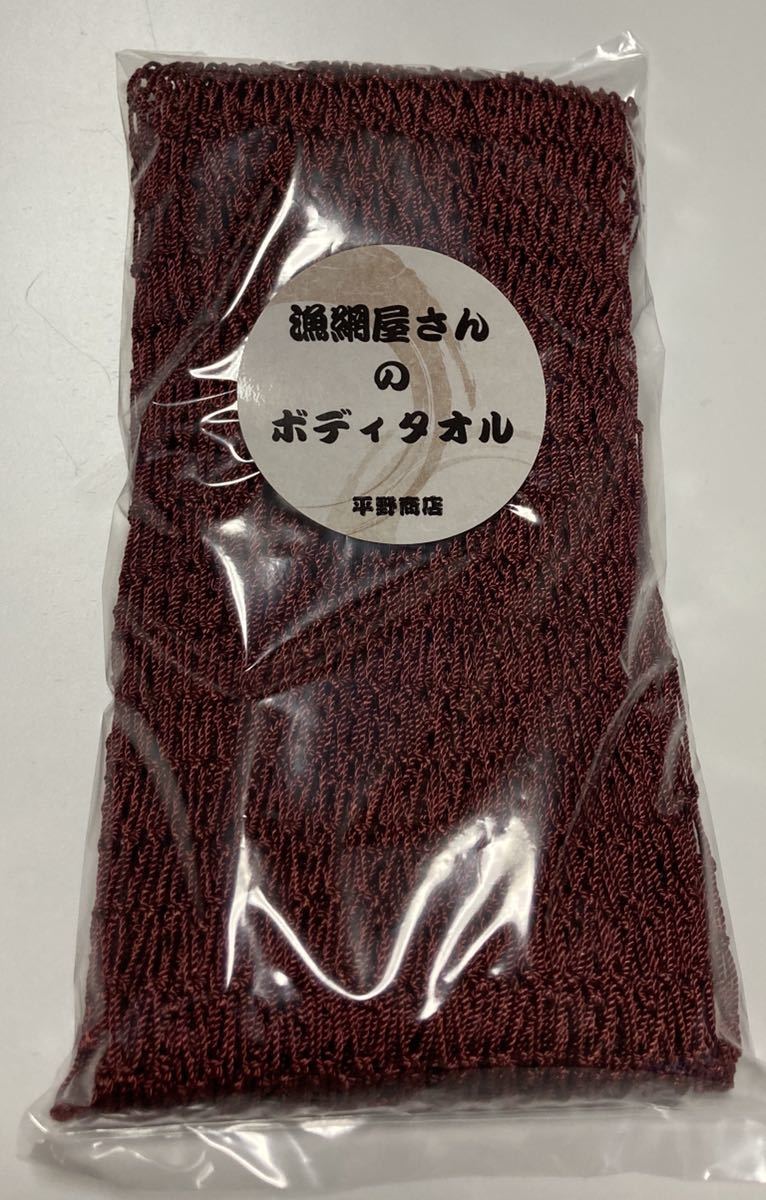 漁網屋さん
の
ボディタオル
平野商店